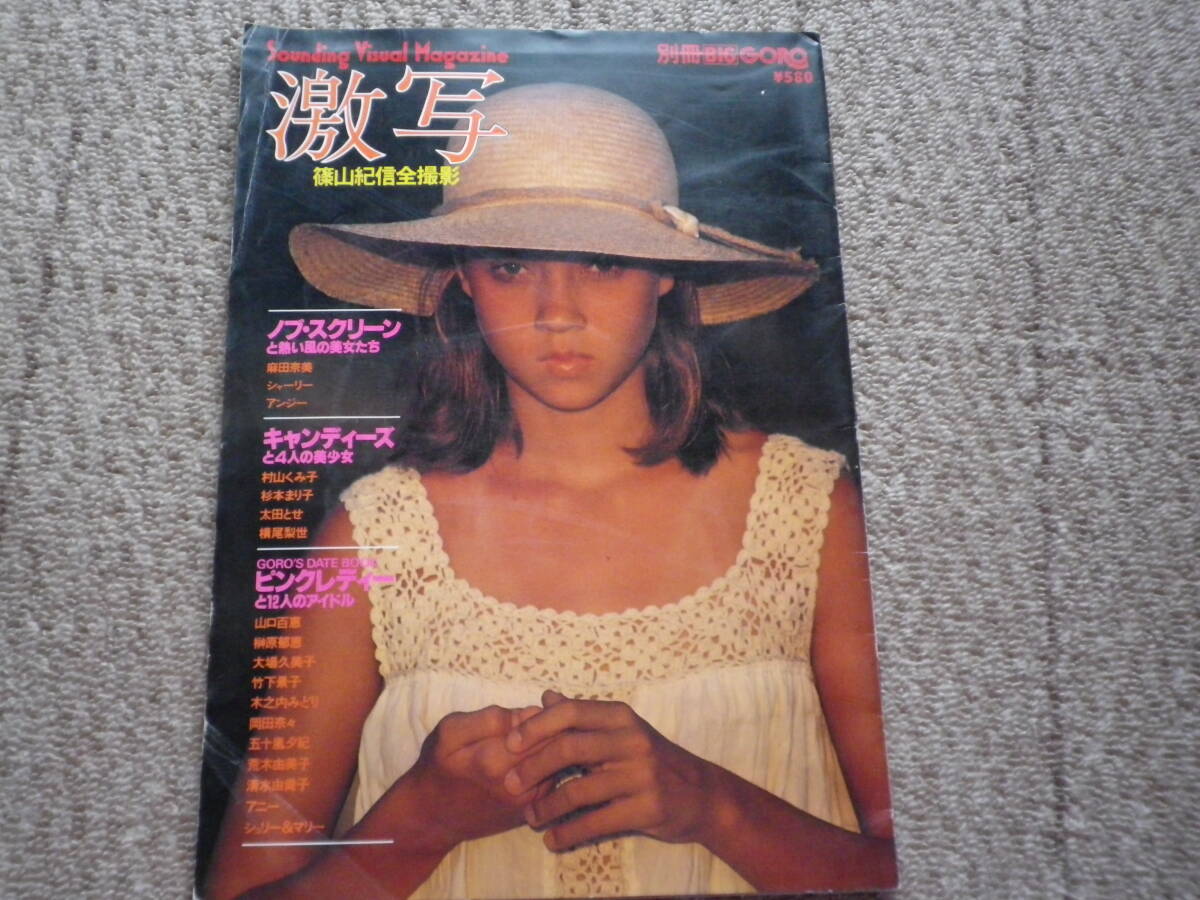 Sounding Visual Magazine
別冊BIG GORO
¥580
激写
篠山紀信全撮影
ノブ・スクリーン
と熱い風の美女たち
麻田奈美
シャーリー
アンジー
キャンディーズ
と4人の美少女
村山くみ子
杉本まり子
太田とせ
横尾梨世
GORO'S DATE BOOK
ピンクレディー
と12人のアイドル
山口百恵
榊原郁恵
大場久美子
竹下景子
木之内みどり
岡田奈々
五十嵐夕紀
荒木由美子
清水由貴子
アニー
シェリー&マリー